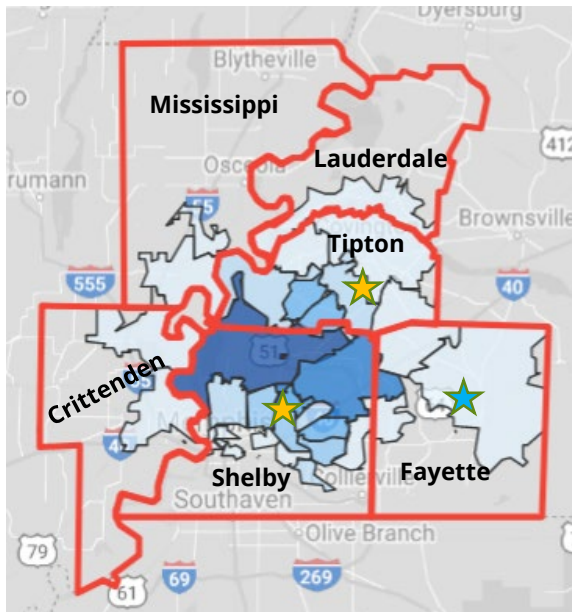 Dyersburg
Blytheville
Mississippi
412
Lauderdale
Osceola
rumann
55
Brownsville
Tipton
555
40
51
Crittenden
Shelby
Fayette
Collierville
Southaven
Olive Branch
79
69
269
61